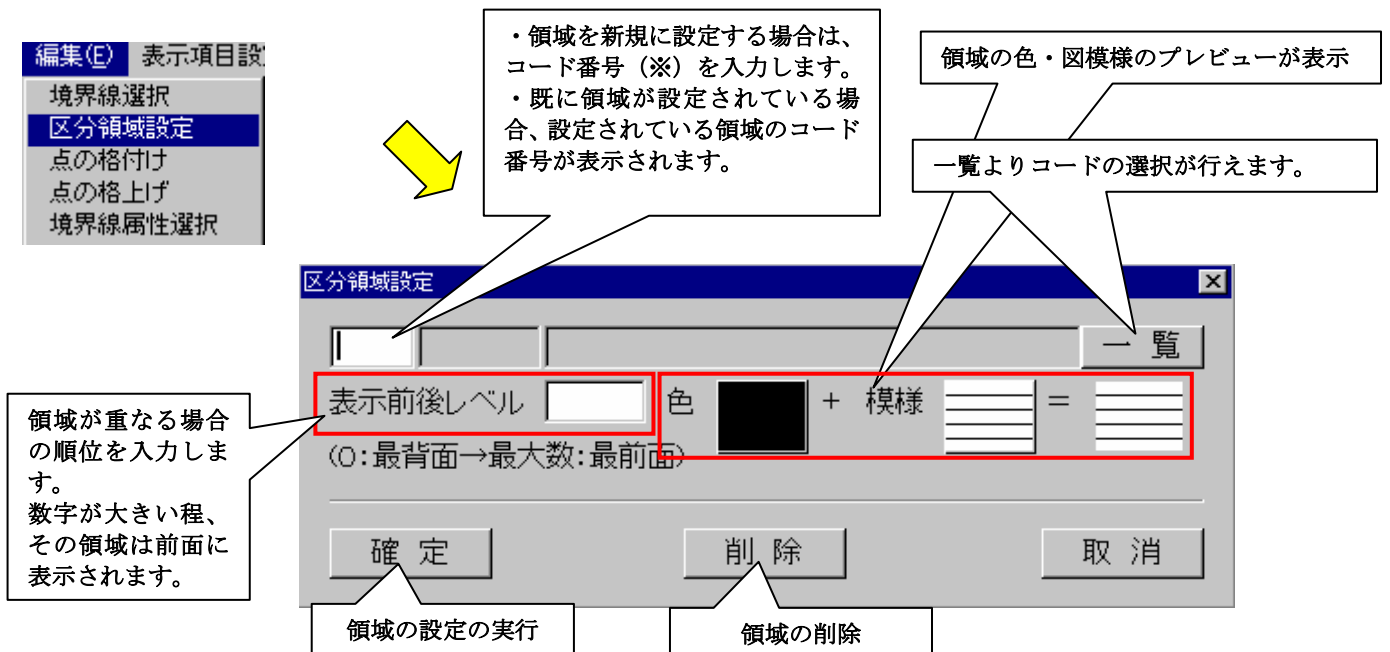 編集(E) 表示項目設
境界線選択
区分領域設定
点の格付け
点の格上げ
境界線属性選択
・領域を新規に設定する場合は、
コード番号（※）を入力します。
・既に領域が設定されている場
合、設定されている領域のコード
番号が表示されます。
領域の色・図模様のプレビューが表示
一覧よりコードの選択が行えます。
区分領域設定
一 覧
表示前後レベル 色 + 模様 =
(0:最背面→最大数:最前面)
領域が重なる場合
の順位を入力しま
す。
数字が大きい程、
その領域は前面に
表示されます。
確 定 削 除 取 消
領域の設定の実行
領域の削除